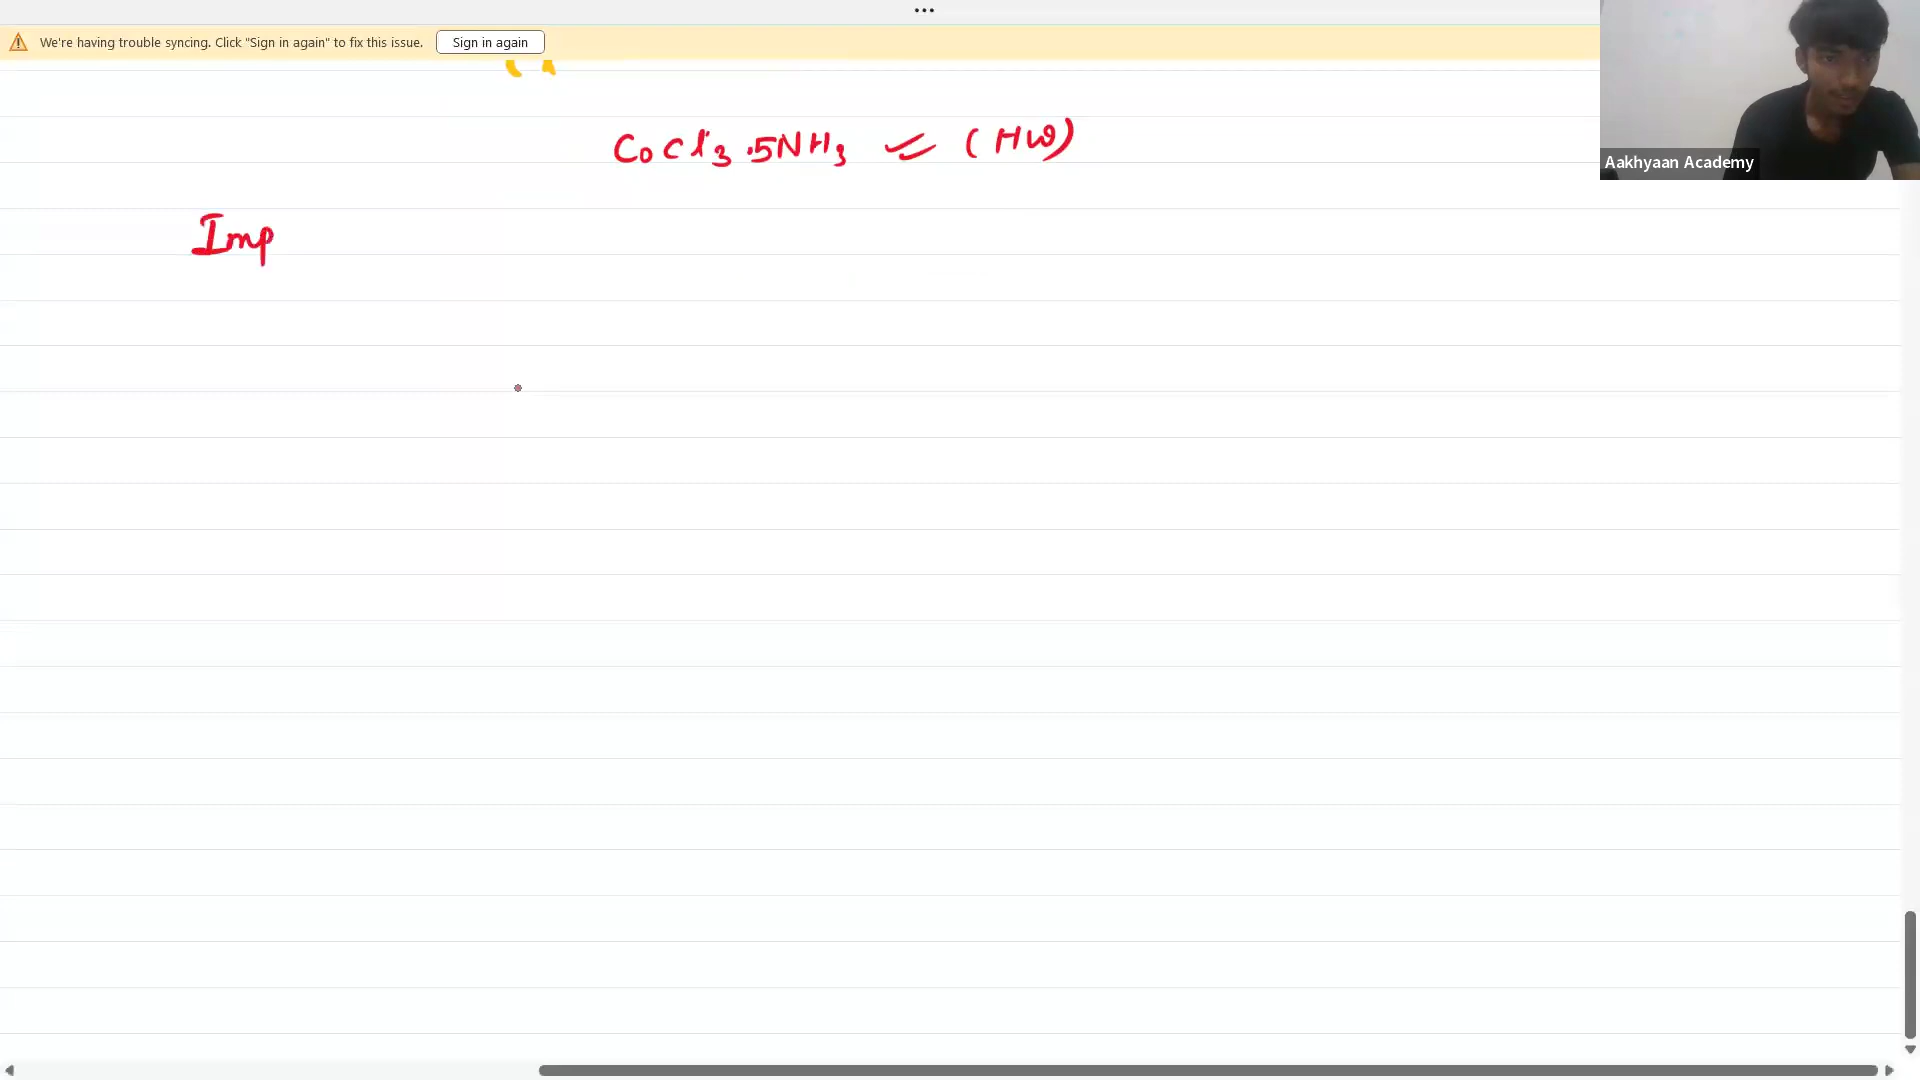 We're having trouble syncing. Click "Sign in again" to fix this issue. Sign in again
CoCl3.5NH3 (HW)
Aakhyaan Academy
Imp